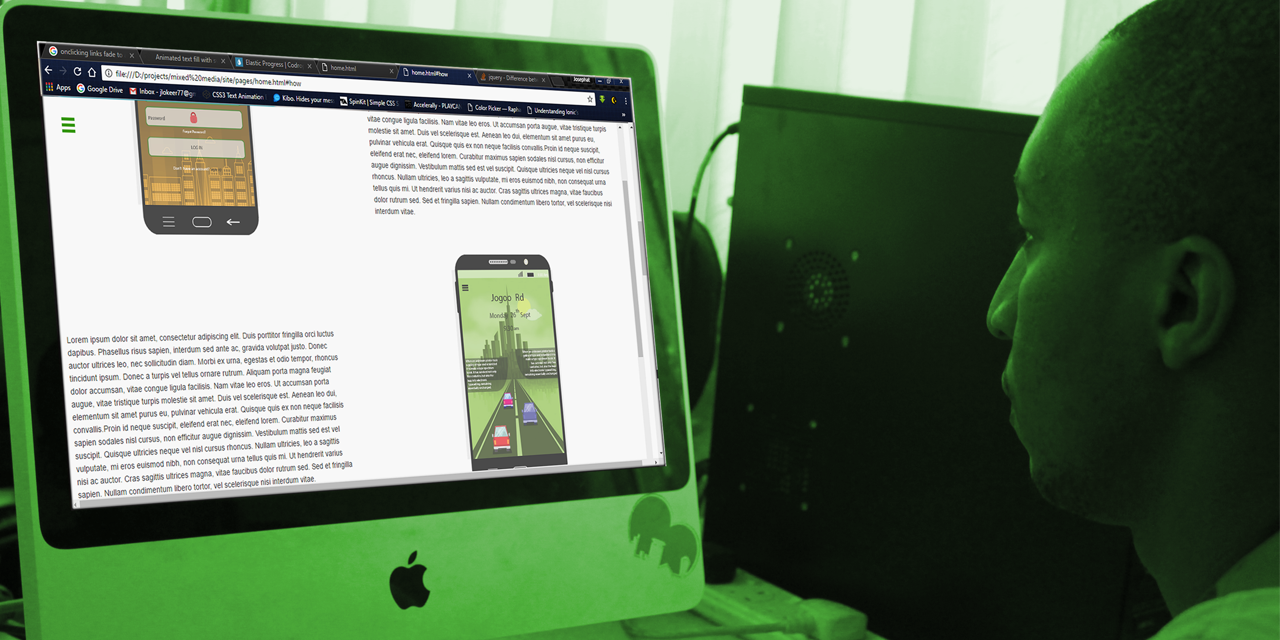 onclicking links fade to
Animated text fill with s
Elastic Progress | Code
home.html
home.html#how
jquery - Difference bet
Josephat
file:///D:/projects/mixed%20media/site/pages/home.html#how
Apps
Google Drive
Inbox - jlokeer77@g
CSS3 Text Animation
Kibo. Hides your mes
SpinKit | Simple CSS S
Accelerally - PLAYCA
Color Picker — Raph
Understanding Ionic
»
Password
Forgot Password?
LOG IN
vitae congue ligula facilisis. Nam vitae leo eros. Ut accumsan porta
augue, vitae tristique turpis
molestie sit amet. Duis vel scelerisque est. Aenean leo dui, elementum sit amet purus eu,
pulvinar vehicula erat. Quisque quis ex non neque facilisis convallis.Proin id neque suscipit,
eleifend erat nec, eleifend lorem. Curabitur maximus sapien sodales nisl cursus, non efficitur
augue dignissim. Vestibulum mattis sed est vel suscipit. Quisque ultricies neque vel nisl cursus
rhoncus. Nullam ultricies, leo a sagittis vulputate, mi eros euismod nibh, non consequat urna
tellus quis mi. Ut hendrerit varius nisi ac auctor. Cras sagittis ultrices magna, vitae faucibus
dolor rutrum sed. Sed et fringilla sapien. Nullam condimentum libero tortor, vel scelerisque nisi
interdum vitae.
Jogoo Rd
Monday 26 Sept
Lorem ipsum dolor sit amet, consectetur adipiscing elit. Duis porttitor fringilla orci luctus
dapibus. Phasellus risus sapien, interdum sed ante ac, gravida volutpat justo. Donec
auctor ultrices leo, nec sollicitudin diam. Morbi ex urna, egestas et odio tempor, rhoncus
tincidunt ipsum. Donec a turpis vel tellus ornare rutrum. Aliquam porta magna feugiat
dolor accumsan, vitae congue ligula facilisis. Nam vitae leo eros. Ut accumsan porta
augue, vitae tristique turpis molestie sit amet. Duis vel scelerisque est. Aenean leo dui,
elementum sit amet purus eu, pulvinar vehicula erat. Quisque quis ex non neque facilisis
convallis.Proin id neque suscipit, eleifend erat nec, eleifend lorem. Curabitur maximus
sapien sodales nisl cursus, non efficitur augue dignissim. Vestibulum mattis sed est vel
suscipit. Quisque ultricies neque vel nisl cursus rhoncus. Nullam ultricies, leo a sagittis
vulputate, mi eros euismod nibh, non consequat urna tellus quis mi. Ut hendrerit varius
nisi ac auctor. Cras sagittis ultrices magna, vitae faucibus dolor rutrum sed. Sed et fringilla
sapien. Nullam condimentum libero tortor, vel scelerisque nisi interdum vitae.